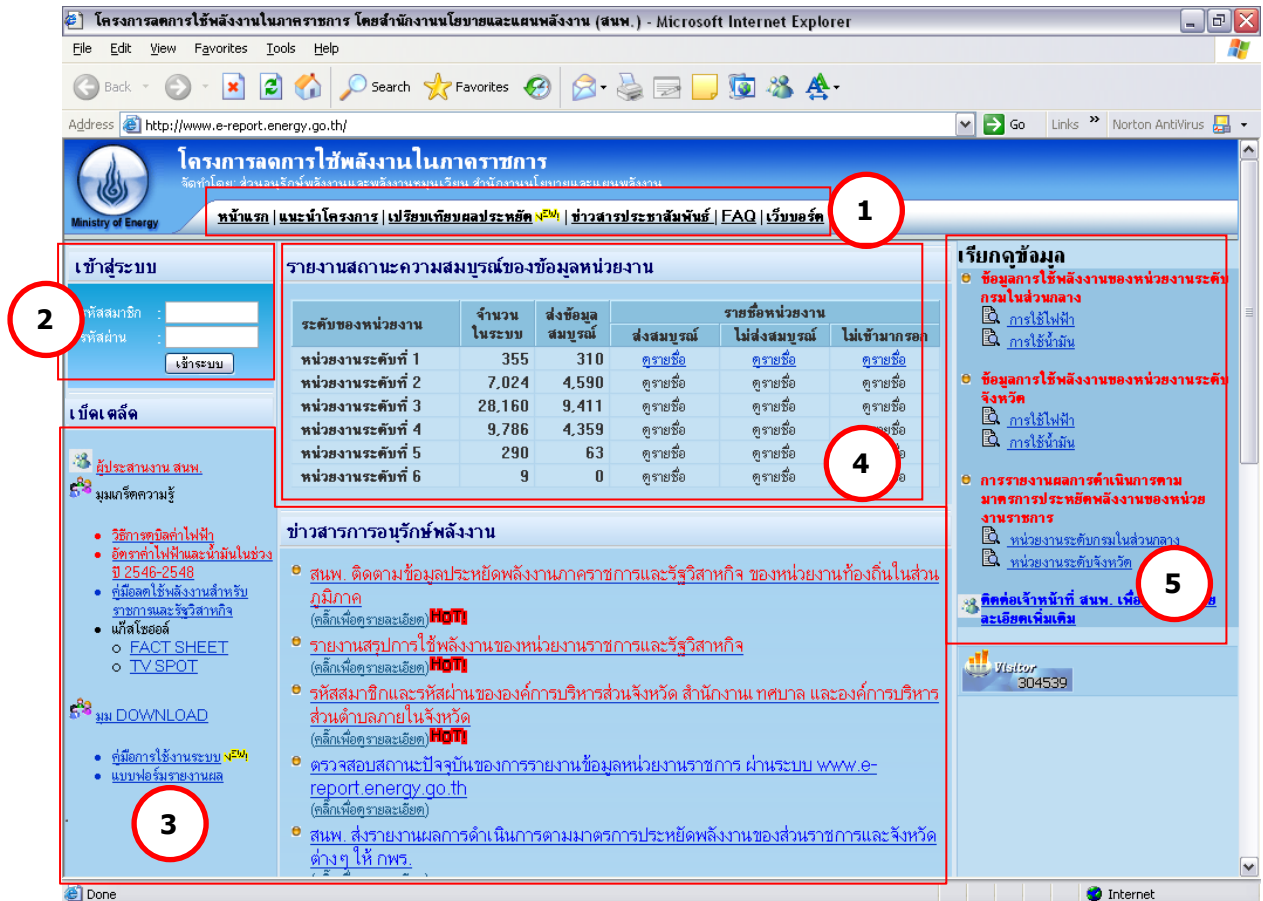 โครงการลดการใช้พลังงานในภาคราชการ โดยสำนักงานนโยบายและแผนพลังงาน (สนพ.) - Microsoft Internet Explorer
File Edit View Favorites Tools Help
Back Search Favorites
Address http://www.e-report.energy.go.th/ Go Links » Norton AntiVirus
โครงการลดการใช้พลังงานในภาคราชการ
จัดทำโดย: ส่วนอนุรักษ์พลังงานและพลังงานหมุนเวียน สำนักงานนโยบายและแผนพลังงาน
Ministry of Energy
หน้าแรก | แนะนำโครงการ | เปรียบเทียบผลประหยัด NEW! | ข่าวสารประชาสัมพันธ์ | FAQ | เว็บบอร์ด
1
เข้าสู่ระบบ
รหัสสมาชิก :
รหัสผ่าน :
เข้าระบบ
2
เบ็ดเตล็ด
ผู้ประสานงาน สนพ.
มุมเกร็ดความรู้
วิธีการดูบิลค่าไฟฟ้า
อัตราค่าไฟฟ้าและน้ำมันในช่วง
ปี 2546-2548
คู่มือลดใช้พลังงานสำหรับ
ราชการและรัฐวิสาหกิจ
แก๊สโซฮอล์
FACT SHEET
TV SPOT
มุม DOWNLOAD
คู่มือการใช้งานระบบ NEW!
แบบฟอร์มรายงานผล
3
รายงานสถานะความสมบูรณ์ของข้อมูลหน่วยงาน
ระดับของหน่วยงาน จำนวนในระบบ ส่งข้อมูลสมบูรณ์ รายชื่อหน่วยงาน
ส่งสมบูรณ์ ไม่ส่งสมบูรณ์ ไม่เข้ามากรอก
หน่วยงานระดับที่ 1 355 310 ดูรายชื่อ ดูรายชื่อ ดูรายชื่อ
หน่วยงานระดับที่ 2 7,024 4,590 ดูรายชื่อ ดูรายชื่อ ดูรายชื่อ
หน่วยงานระดับที่ 3 28,160 9,411 ดูรายชื่อ ดูรายชื่อ ดูรายชื่อ
หน่วยงานระดับที่ 4 9,786 4,359 ดูรายชื่อ ดูรายชื่อ
หน่วยงานระดับที่ 5 290 63 ดูรายชื่อ ดูรายชื่อ
หน่วยงานระดับที่ 6 9 0 ดูรายชื่อ ดูรายชื่อ
4
ข่าวสารการอนุรักษ์พลังงาน
สนพ. ติดตามข้อมูลประหยัดพลังงานภาคราชการและรัฐวิสาหกิจ ของหน่วยงานท้องถิ่นในส่วน
ภูมิภาค
(คลิ๊กเพื่อดูรายละเอียด) HOT!
รายงานสรุปการใช้พลังงานของหน่วยงานราชการและรัฐวิสาหกิจ
(คลิ๊กเพื่อดูรายละเอียด) HOT!
รหัสสมาชิกและรหัสผ่านขององค์การบริหารส่วนจังหวัด สำนักงานเทศบาล และองค์การบริหาร
ส่วนตำบลภายในจังหวัด
(คลิ๊กเพื่อดูรายละเอียด) HOT!
ตรวจสอบสถานะปัจจุบันของการรายงานข้อมูลหน่วยงานราชการ ผ่านระบบ www.e-
report.energy.go.th
(คลิ๊กเพื่อดูรายละเอียด)
สนพ. ส่งรายงานผลการดำเนินการตามมาตรการประหยัดพลังงานของส่วนราชการและจังหวัด
ต่างๆ ให้ กพร.
เรียกดูข้อมูล
ข้อมูลการใช้พลังงานของหน่วยงานระดับ
กรมในส่วนกลาง
การใช้ไฟฟ้า
การใช้น้ำมัน
ข้อมูลการใช้พลังงานของหน่วยงานระดับ
จังหวัด
การใช้ไฟฟ้า
การใช้น้ำมัน
การรายงานผลการดำเนินการตาม
มาตรการประหยัดพลังงานของหน่วย
งานราชการ
หน่วยงานระดับกรมในส่วนกลาง
หน่วยงานระดับจังหวัด
5
ติดต่อเจ้าหน้าที่ สนพ.
ละเอียดเพิ่มเติม
Visitor
304539
Done Internet